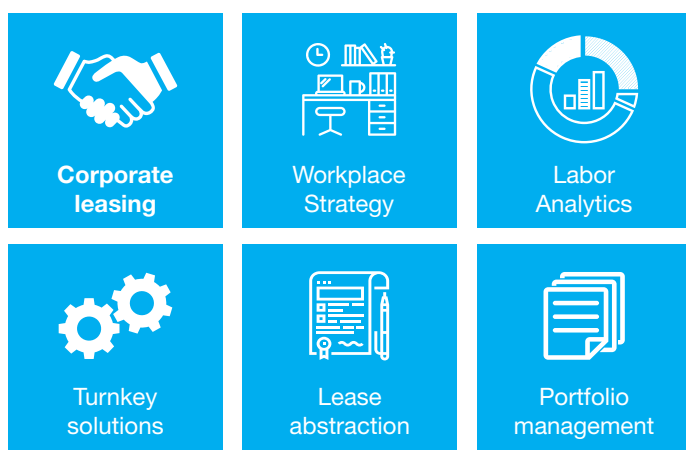 Corporate
leasing
Workplace
Strategy
Labor
Analytics
Turnkey
solutions
Lease
abstraction
Portfolio
management